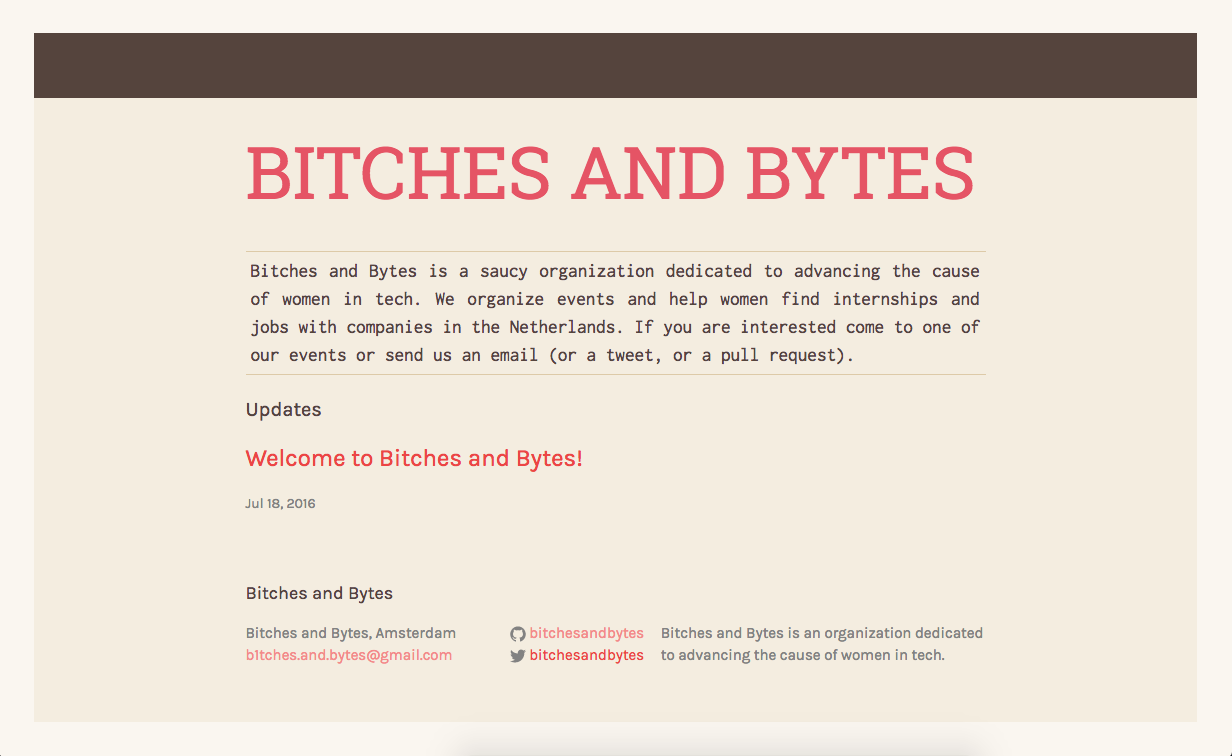 BITCHES AND BYTES
Bitches and Bytes is a saucy organization dedicated to advancing the cause
of women in tech. We organize events and help women find internships and
jobs with companies in the Netherlands. If you are interested come to one of
our events or send us an email (or a tweet, or a pull request).
Updates
Welcome to Bitches and Bytes!
Jul 18, 2016
Bitches and Bytes
Bitches and Bytes, Amsterdam
b1tches.and.bytes@gmail.com
bitchesandbytes
bitchesandbytes
Bitches and Bytes is an organization dedicated
to advancing the cause of women in tech.